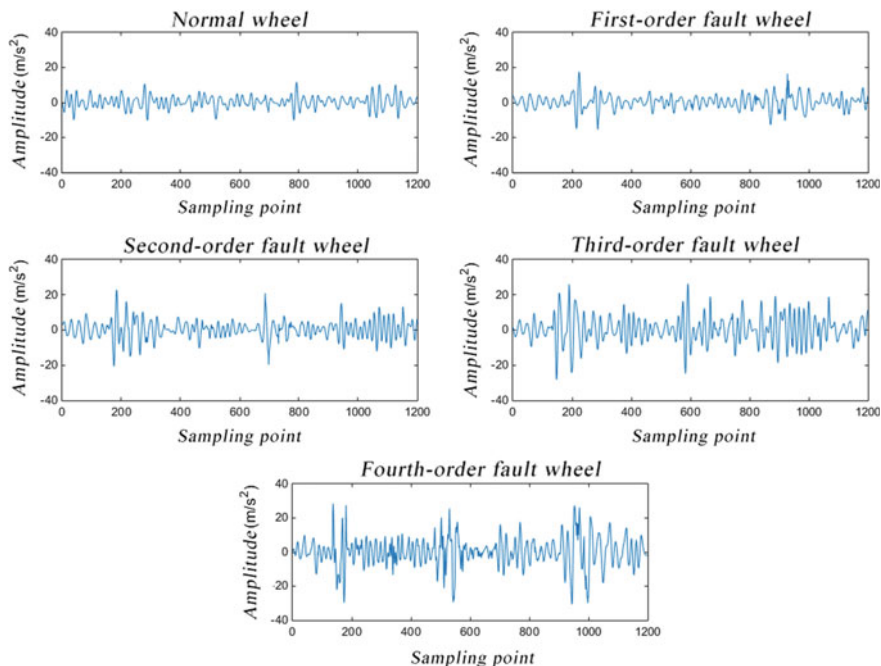 Normal wheel
Amplitude (m/s²)
40
20
0
-20
-40
0 200 400 600 800 1000 1200
Sampling point
First-order fault wheel
Amplitude (m/s²)
40
20
0
-20
-40
0 200 400 600 800 1000 1200
Sampling point
Second-order fault wheel
Amplitude (m/s²)
40
20
0
-20
-40
0 200 400 600 800 1000 1200
Sampling point
Third-order fault wheel
Amplitude (m/s²)
40
20
0
-20
-40
0 200 400 600 800 1000 1200
Sampling point
Fourth-order fault wheel
Amplitude (m/s²)
40
20
0
-20
-40
0 200 400 600 800 1000 1200
Sampling point